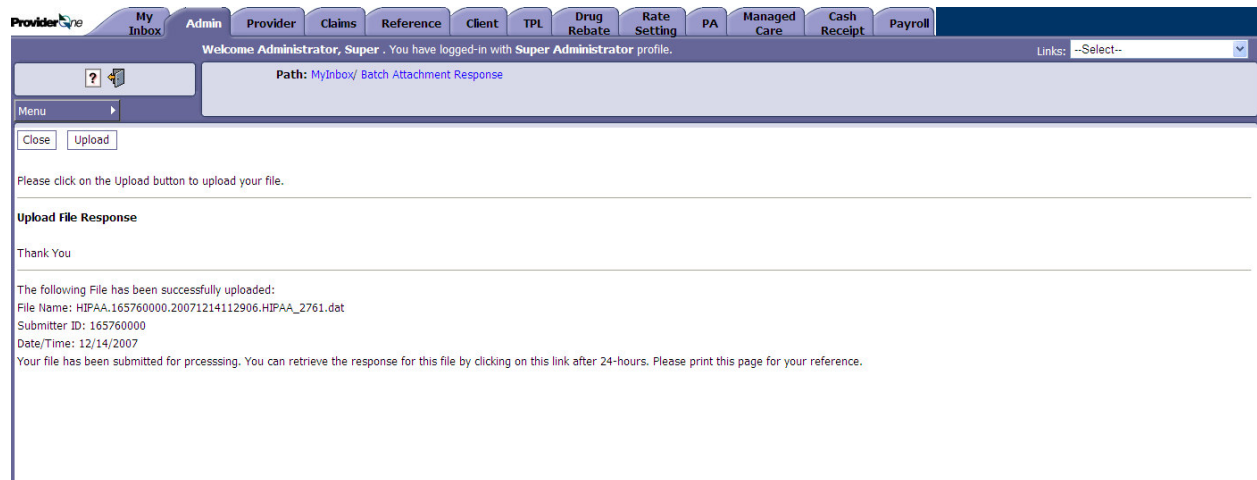 ProviderOne
My Inbox
Admin
Provider
Claims
Reference
Client
TPL
Drug Rebate
Rate Setting
PA
Managed Care
Cash Receipt
Payroll
Welcome Administrator, Super . You have logged-in with Super Administrator profile.
Links: --Select--
?
Path: MyInbox/ Batch Attachment Response
Menu
Close Upload
Please click on the Upload button to upload your file.
Upload File Response
Thank You
The following File has been successfully uploaded:
File Name: HIPAA.165760000.20071214112906.HIPAA_2761.dat
Submitter ID: 165760000
Date/Time: 12/14/2007
Your file has been submitted for prcesssing. You can retrieve the response for this file by clicking on this link after 24-hours. Please print this page for your reference.